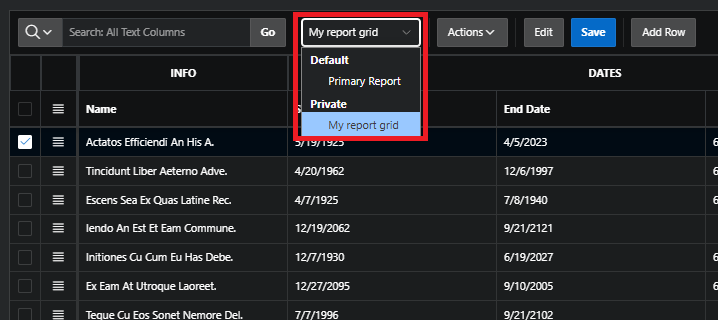 Search: All Text Columns Go My report grid Actions Edit Save Add Row
Default
Primary Report
Private
My report grid
INFO DATES
Name S End Date
Actatos Efficiendi An His A. 5/19/1925 4/5/2023 6
Tincidunt Liber Aeterno Adve. 4/20/1962 12/6/1997
Escens Sea Ex Quas Latine Rec. 4/7/1925 7/8/1940 6
Iendo An Est Et Eam Commune. 12/19/2062 9/21/2121
Initiones Cu Cum Eu Has Debe. 12/7/1930 6/19/2027 6
Ex Eam At Utroque Laoreet. 12/27/2095 9/10/2005 6
Teque Cu Eos Sonet Nemore Del. 7/7/1996 9/21/2102